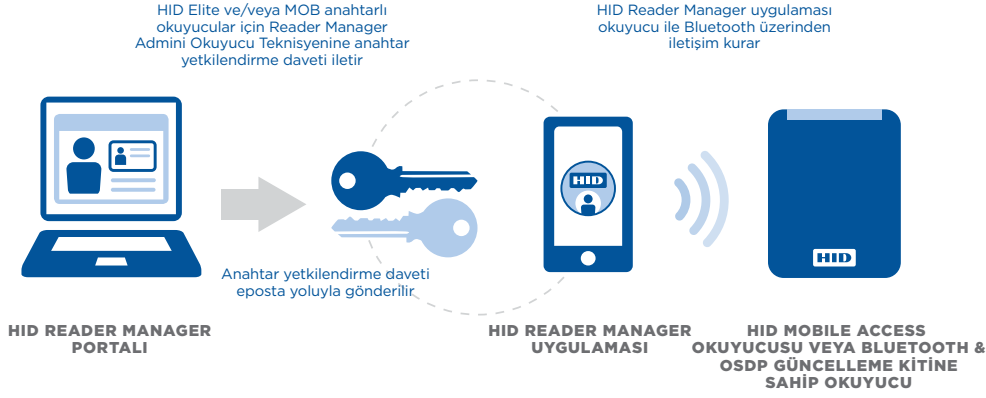 HID Elite ve/veya MOB anahtarlı
okuyucular için Reader Manager
Admini Okuyucu Teknisyenine anahtar
yetkilendirme daveti iletir
HID Reader Manager uygulaması
okuyucu ile Bluetooth üzerinden
iletişim kurar
HID
HID
Anahtar yetkilendirme daveti
eposta yoluyla gönderilir
HID READER MANAGER
PORTALI
HID READER MANAGER
UYGULAMASI
HID MOBILE ACCESS
OKUYUCUSU VEYA BLUETOOTH &
OSDP GÜNCELLEME KİTİNE
SAHİP OKUYUCU